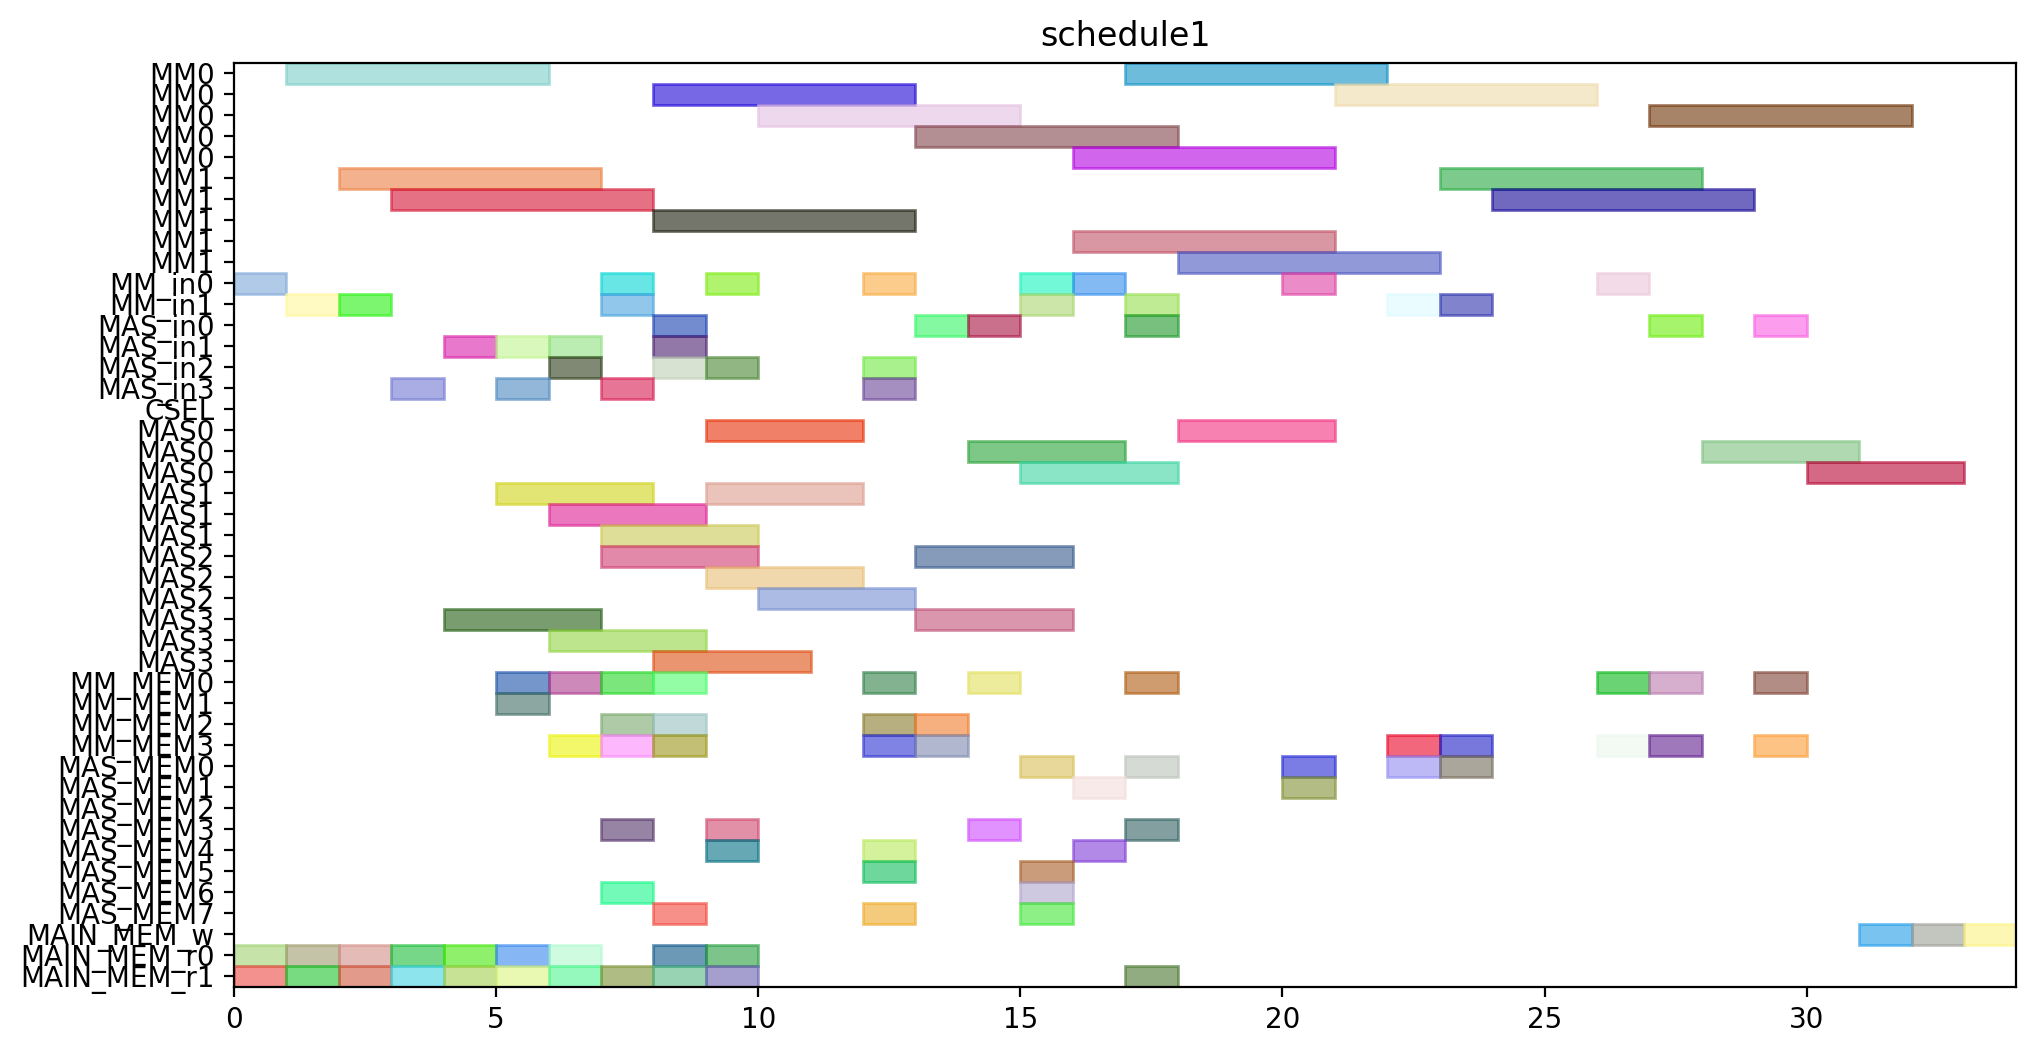 schedule1
MM0
MM0
MM0
MM0
MM0
MM1
MM1
MM1
MM1
MM1
MM_in0
MM_in1
MAS_in0
MAS_in1
MAS_in2
MAS_in3
CSEL
MAS0
MAS0
MAS0
MAS1
MAS1
MAS1
MAS2
MAS2
MAS2
MAS3
MAS3
MAS3
MM_MEM0
MM_MEM1
MM_MEM2
MM_MEM3
MAS_MEM0
MAS_MEM1
MAS_MEM2
MAS_MEM3
MAS_MEM4
MAS_MEM5
MAS_MEM6
MAS_MEM7
MAIN_MEM_w
MAIN_MEM_r0
MAIN_MEM_r1
0 5 10 15 20 25 30